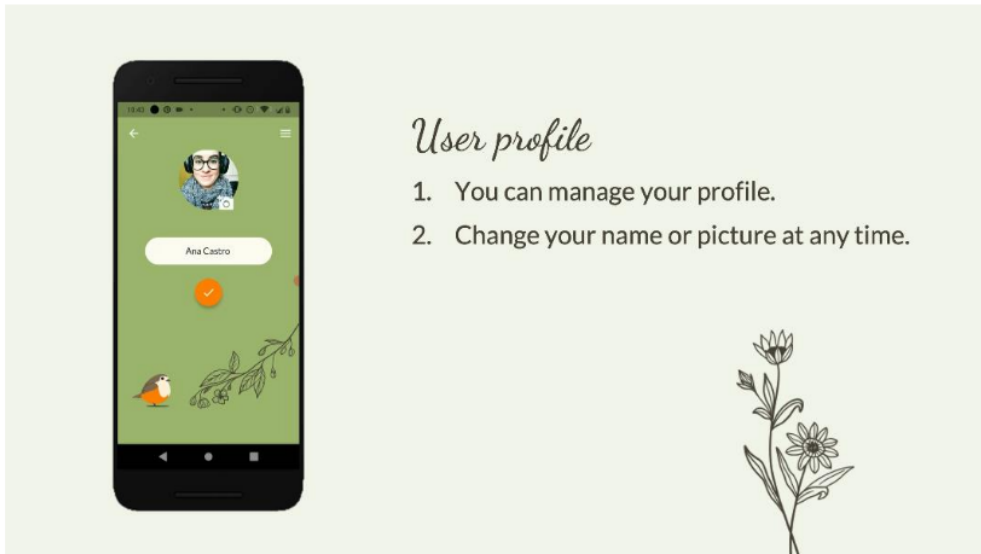 User profile
1. You can manage your profile.
2. Change your name or picture at any time.
Ana Castro